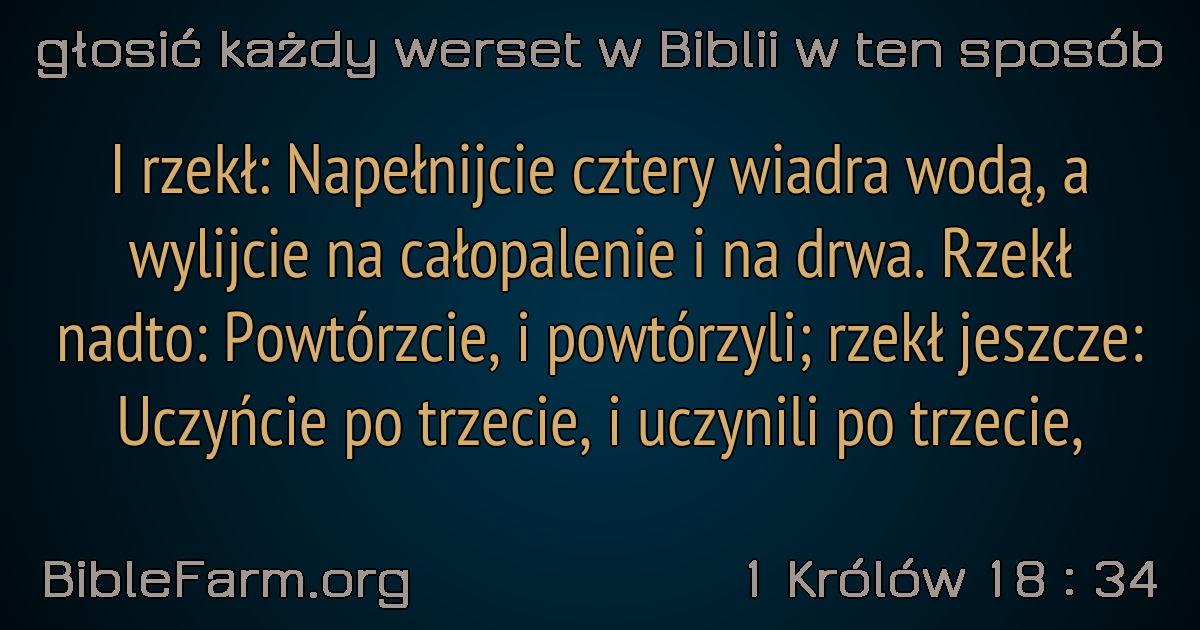 głosić każdy werset w Biblii w ten sposób
I rzekł: Napełnijcie cztery wiadra wodą, a
wylijcie na całopalenie i na drwa. Rzekł
nadto: Powtórzcie, i powtórzyli; rzekł jeszcze:
Uczyńcie po trzecie, i uczynili po trzecie,
BibleFarm.org
1 Królów 18 : 34